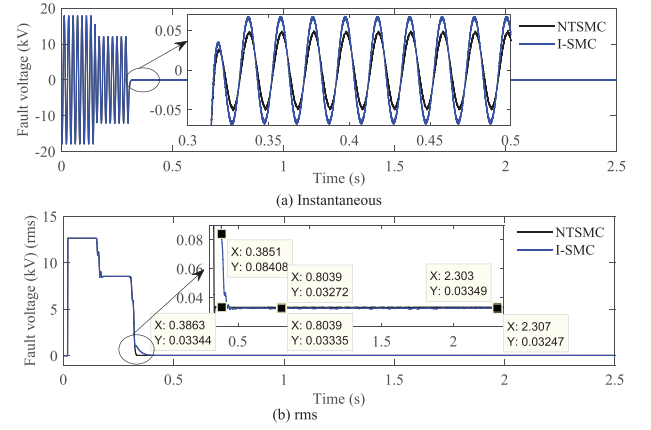 20
10
0
-10
-20
Fault voltage (kV)
0.05
0
-0.05
0.3 0.35 0.4 0.45 0.5
NTSMC
I-SMC
0 0.5 1 1.5 2 2.5
Time (s)
(a) Instantaneous
15
10
5
0
Fault voltage (kV) (rms)
0.08
0.06
0.04
0.5 1 1.5 2
NTSMC
I-SMC
X: 0.3851
Y: 0.08408
X: 0.8039
Y: 0.03272
X: 2.303
Y: 0.03349
X: 0.3863
Y: 0.03344
X: 0.8039
Y: 0.03335
X: 2.307
Y: 0.03247
0 0.5 1 1.5 2 2.5
Time (s)
(b) rms